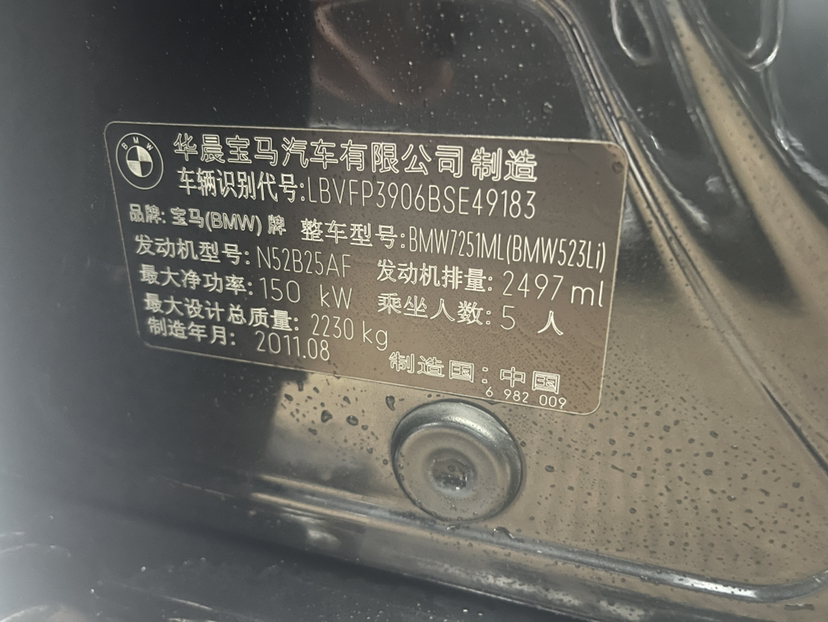 BMW
华晨宝马汽车有限公司 制造
车辆识别代号:LBVFP3906BSE49183
品牌: 宝马(BMW) 牌 整车型号:BMW7251ML(BMW523Li)
发动机型号: N52B25AF 发动机排量: 2497 ml
最大净功率: 150 kW 乘坐人数: 5 人
最大设计总质量: 2230 kg
制造年月: 2011.08 制造国: 中国
6 982 009